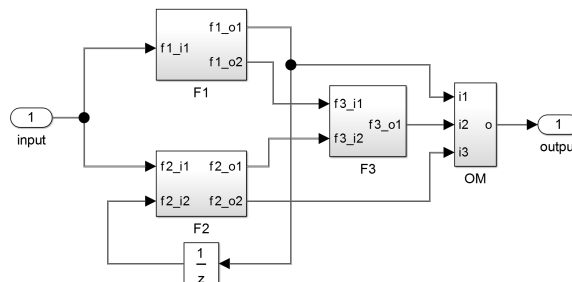 f1_o1
f1_i1
f1_o2
F1
i1
f3_i1
f3_o1
i2
o
1
input
1
output
f3_i2
i3
F3
OM
f2_i1
f2_o1
f2_i2
f2_o2
F2
1
z